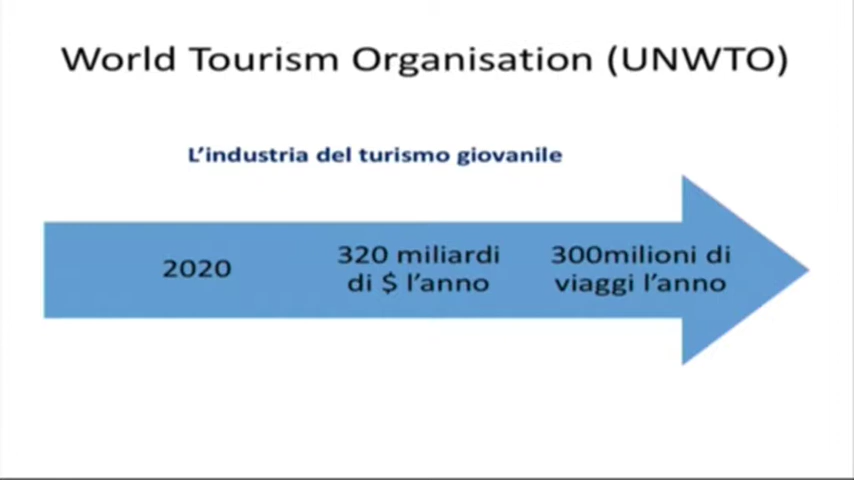 World Tourism Organisation (UNWTO)
L'industria del turismo giovanile
2020
320 miliardi
di $ l'anno
300milioni di
viaggi l'anno